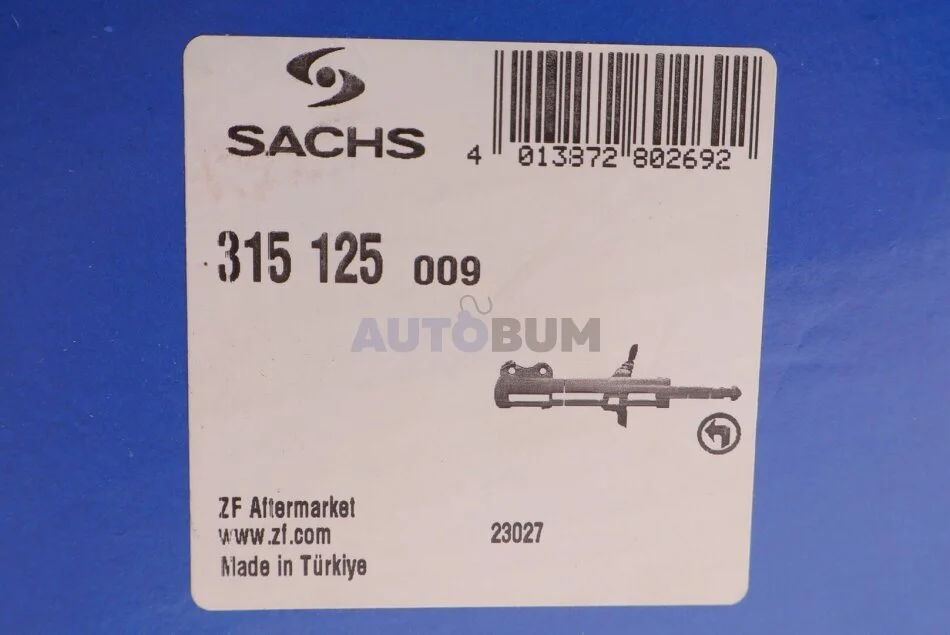 SACHS
4 013872 802692
315 125 009
AUTOBUM
ZF Aftermarket
www.zf.com
23027
Made in Türkiye